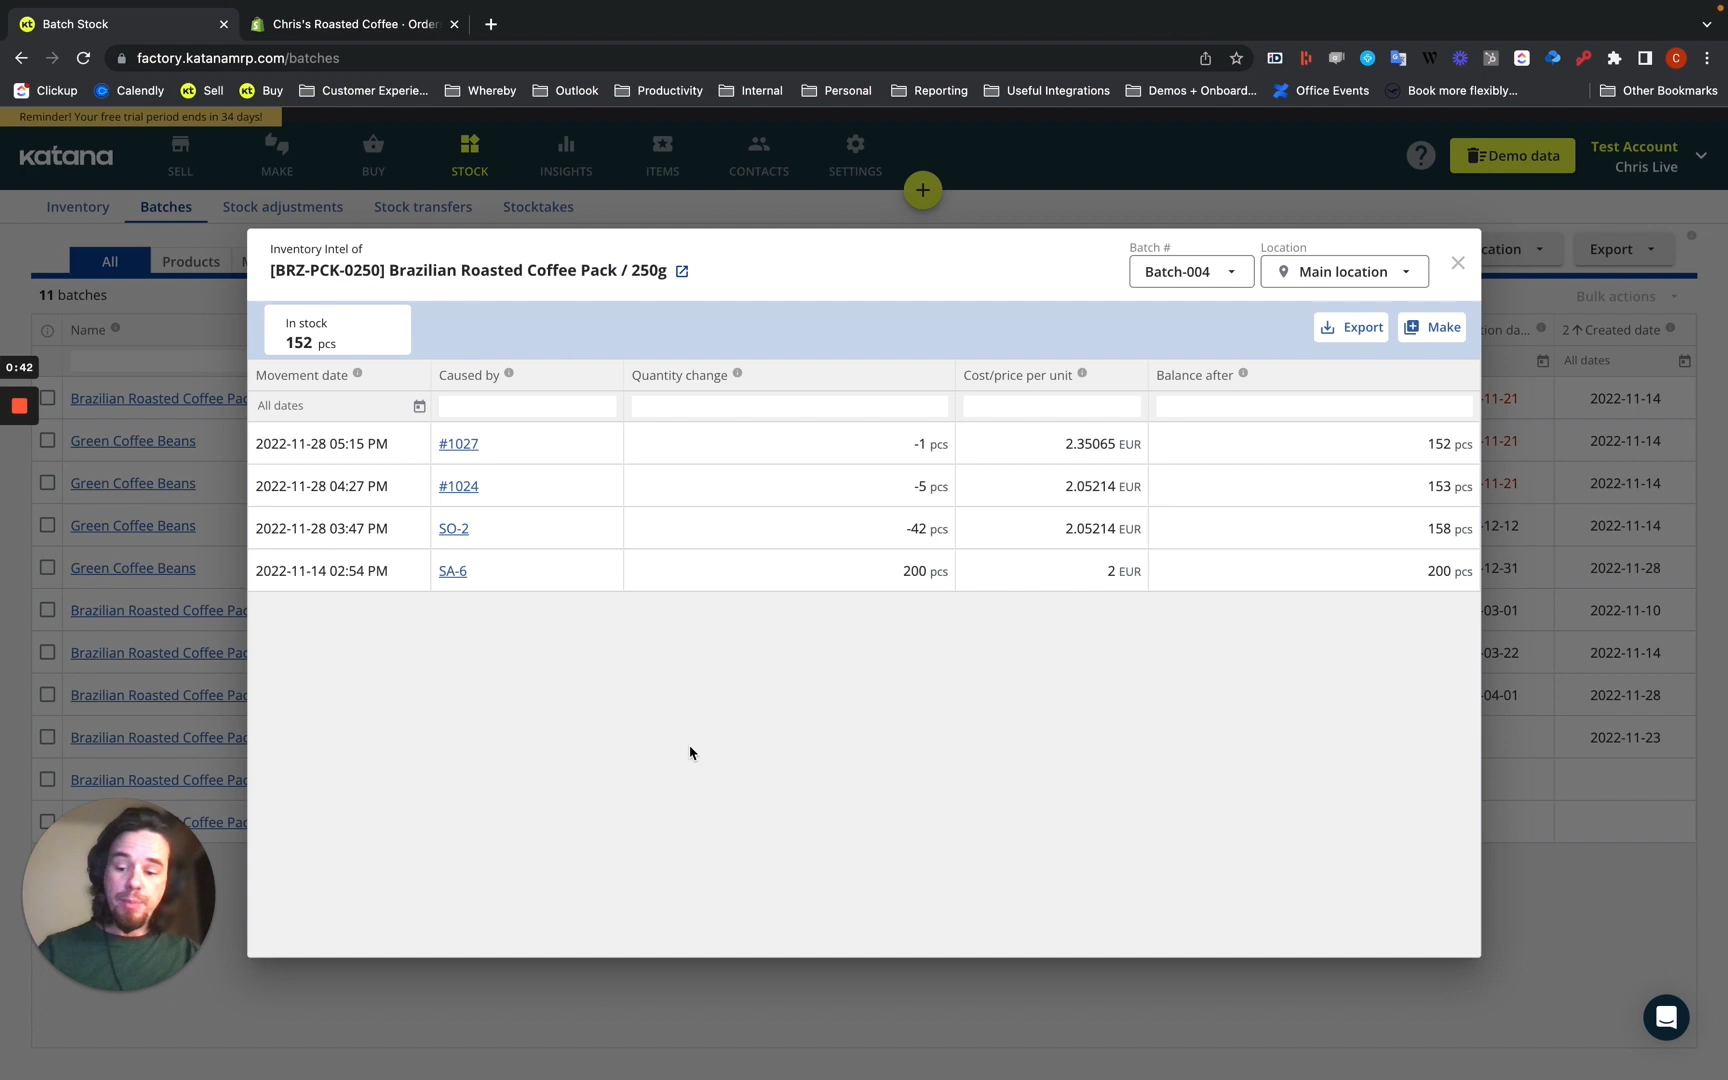 Batch Stock
Chris's Roasted Coffee · Order
factory.katanamrp.com/batches
Clickup
Calendly
Sell
Buy
Customer Experie...
Whereby
Outlook
Productivity
Internal
Personal
Reporting
Useful Integrations
Demos + Onboard...
Office Events
Book more flexibly...
Other Bookmarks
Reminder! Your free trial period ends in 34 days!
katana
SELL
MAKE
BUY
STOCK
INSIGHTS
ITEMS
CONTACTS
SETTINGS
Demo data
Test Account
Chris Live
Inventory
Batches
Stock adjustments
Stock transfers
Stocktakes
All
Products
cation
Export
11 batches
Bulk actions
Name
ion da...
2 Created date
All dates
Inventory Intel of
[BRZ-PCK-0250] Brazilian Roasted Coffee Pack / 250g
Batch #
Batch-004
Location
Main location
In stock
152 pcs
Export
Make
Movement date Caused by Quantity change Cost/price per unit Balance after
All dates
2022-11-28 05:15 PM #1027 -1 pcs 2.35065 EUR 152 pcs
2022-11-28 04:27 PM #1024 -5 pcs 2.05214 EUR 153 pcs
2022-11-28 03:47 PM SO-2 -42 pcs 2.05214 EUR 158 pcs
2022-11-14 02:54 PM SA-6 200 pcs 2 EUR 200 pcs
0:42
Brazilian Roasted Coffee Pac -11-21 2022-11-14
Green Coffee Beans -11-21 2022-11-14
Green Coffee Beans -11-21 2022-11-14
Green Coffee Beans -12-12 2022-11-14
Green Coffee Beans -12-31 2022-11-28
Brazilian Roasted Coffee Pac -03-01 2022-11-10
Brazilian Roasted Coffee Pac -03-22 2022-11-14
Brazilian Roasted Coffee Pac -04-01 2022-11-28
Brazilian Roasted Coffee Pac 2022-11-23
Brazilian Roasted Coffee Pac
Coffee Pac